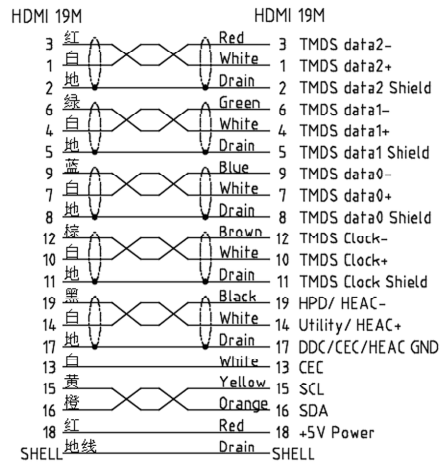 HDMI 19M HDMI 19M
3 红 Red 3 TMDS data2-
1 白 White 1 TMDS data2+
2 地 Drain 2 TMDS data2 Shield
6 绿 Green 6 TMDS data1-
4 白 White 4 TMDS data1+
5 地 Drain 5 TMDS data1 Shield
9 蓝 Blue 9 TMDS data0-
7 白 White 7 TMDS data0+
8 地 Drain 8 TMDS data0 Shield
12 棕 Brown 12 TMDS Clock-
10 白 White 10 TMDS Clock+
11 地 Drain 11 TMDS Clock Shield
19 黑 Black 19 HPD/ HEAC-
14 白 White 14 Utility/ HEAC+
17 地 Drain 17 DDC/CEC/HEAC GND
13 白 White 13 CEC
15 黄 Yellow 15 SCL
16 橙 Orange 16 SDA
18 红 Red 18 +5V Power
SHELL 地线 Drain SHELL